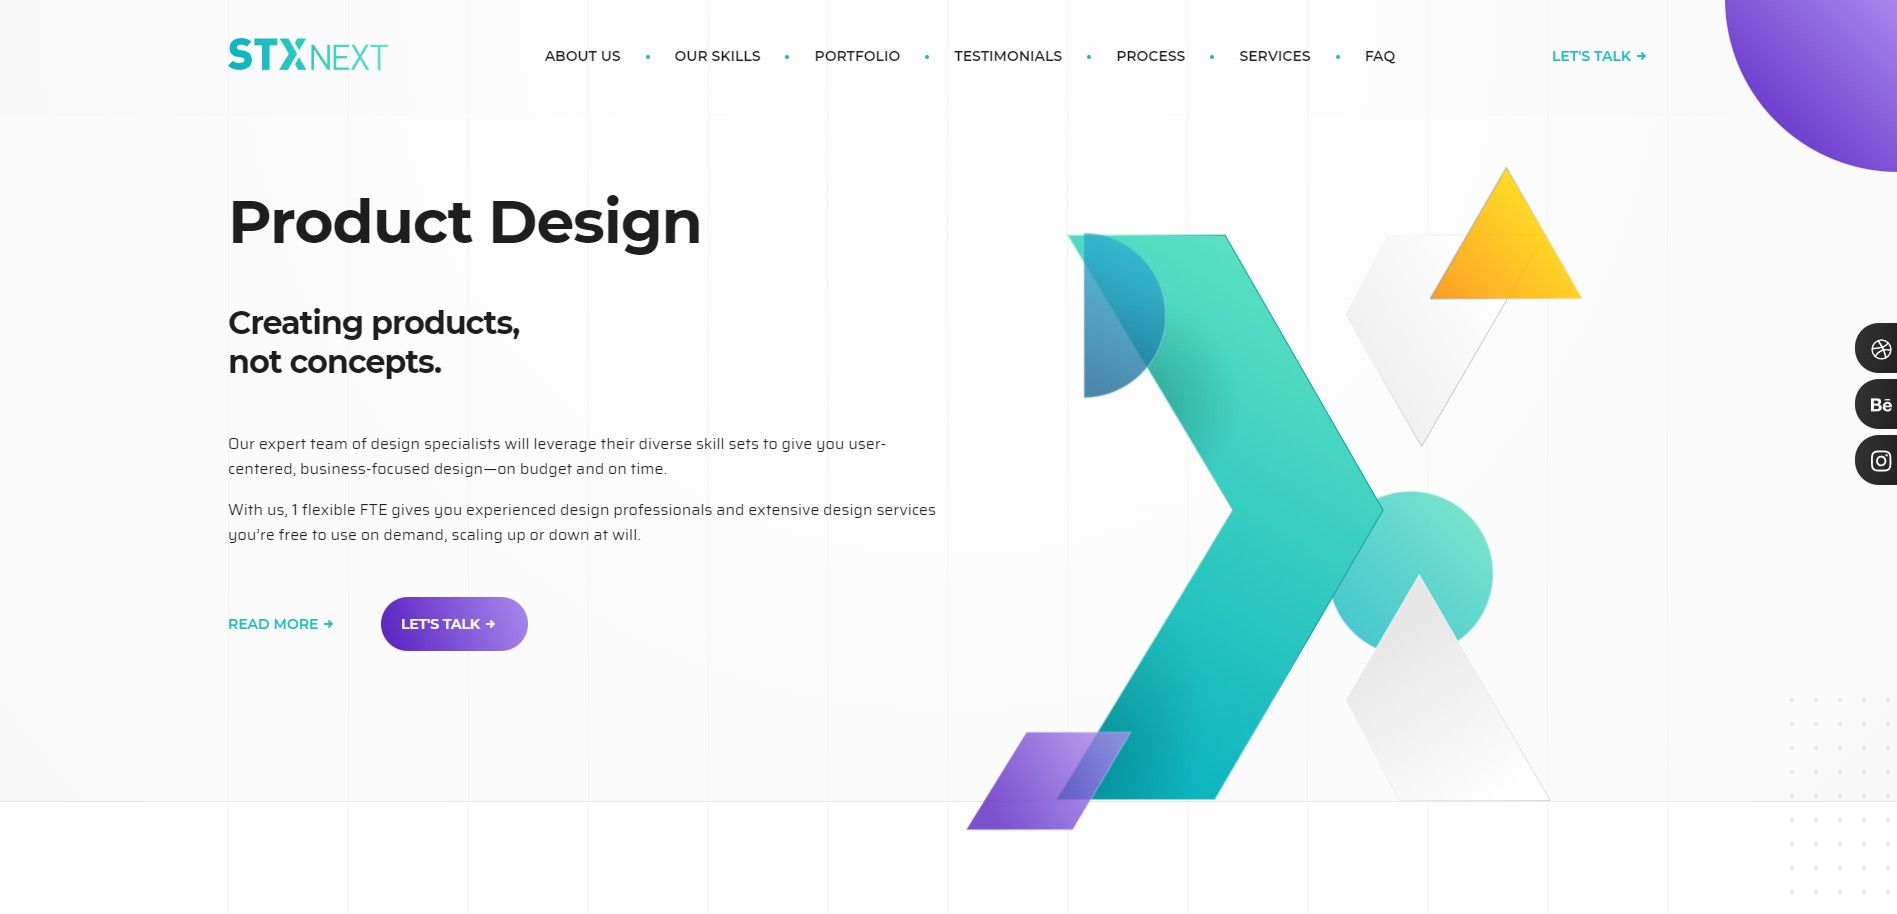 STXNEXT
ABOUT US • OUR SKILLS • PORTFOLIO • TESTIMONIALS • PROCESS • SERVICES • FAQ
LET'S TALK →
Product Design
Creating products,
not concepts.
Our expert team of design specialists will leverage their diverse skill sets to give you user-
centered, business-focused design—on budget and on time.
With us, 1 flexible FTE gives you experienced design professionals and extensive design services
you're free to use on demand, scaling up or down at will.
READ MORE →
LET'S TALK →
Bē